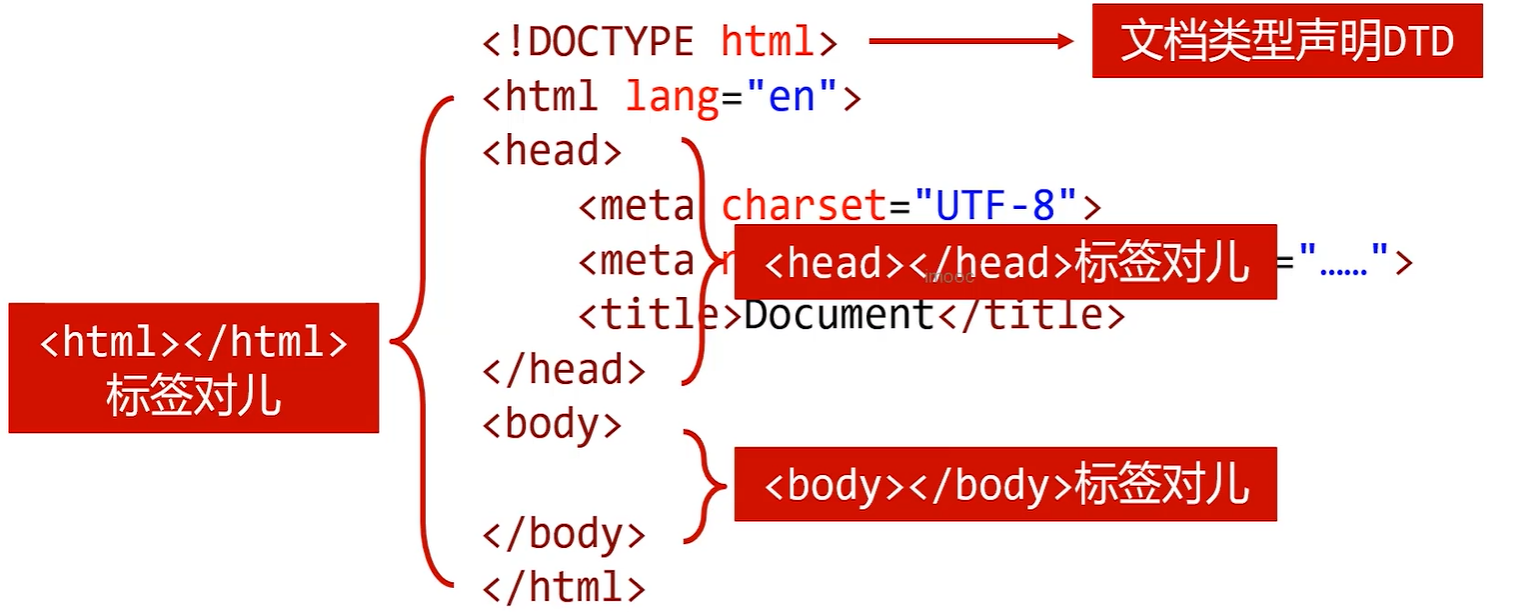 <!DOCTYPE html>
文档类型声明DTD
<html lang="en">
<head>
<meta charset="UTF-8">
<meta ="……">
<head></head>标签对儿
imooc
<title>Document</title>
<html></html>
标签对儿
</head>
<body>
<body></body>标签对儿
</body>
</html>